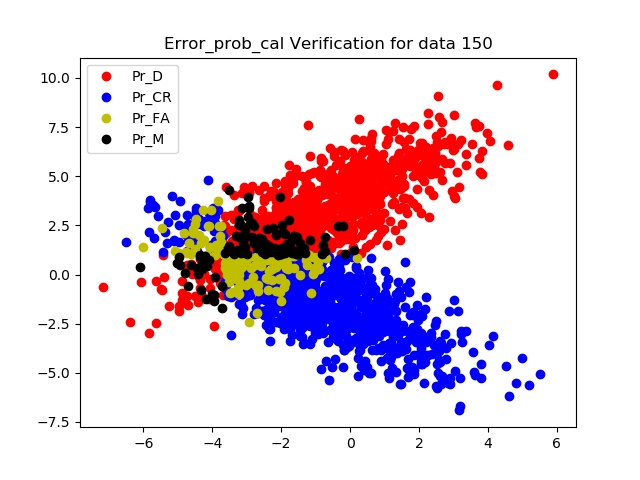 Error_prob_cal Verification for data 150
Pr_D
Pr_CR
Pr_FA
Pr_M
10.0
7.5
5.0
2.5
0.0
−2.5
−5.0
−7.5
−6 −4 −2 0 2 4 6